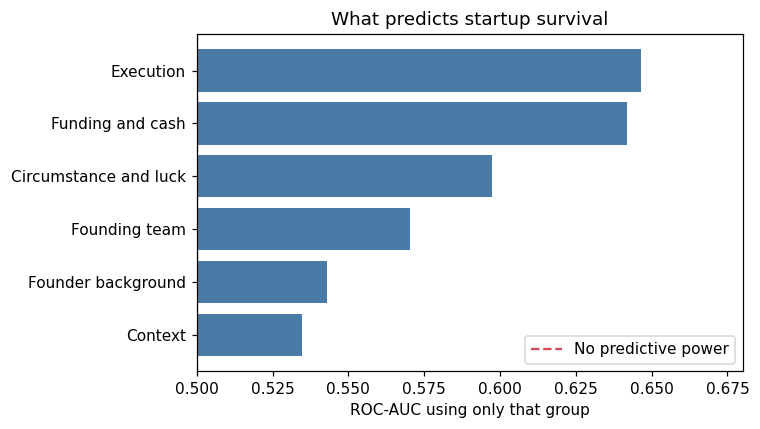 What predicts startup survival
Execution
Funding and cash
Circumstance and luck
Founding team
Founder background
Context
No predictive power
0.500 0.525 0.550 0.575 0.600 0.625 0.650 0.675
ROC-AUC using only that group